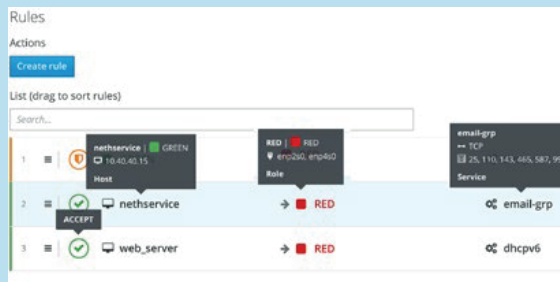 Rules
Actions
Create rule
List (drag to sort rules)
Search...
nethservice | GREEN
10.40.40.15
Host
RED | RED
enp2s0, enp4s0
Role
email-grp
TCP
25, 110, 143, 465, 587, 99
Service
1
2 nethservice RED email-grp
ACCEPT
3 web_server RED dhcpv6